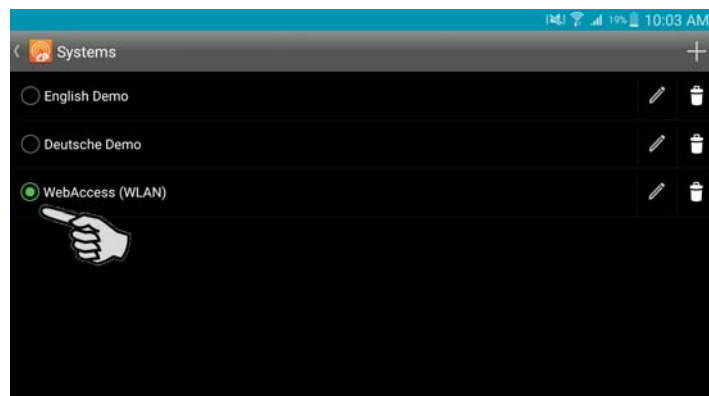 19% 10:03 AM
Systems
English Demo
Deutsche Demo
WebAccess (WLAN)